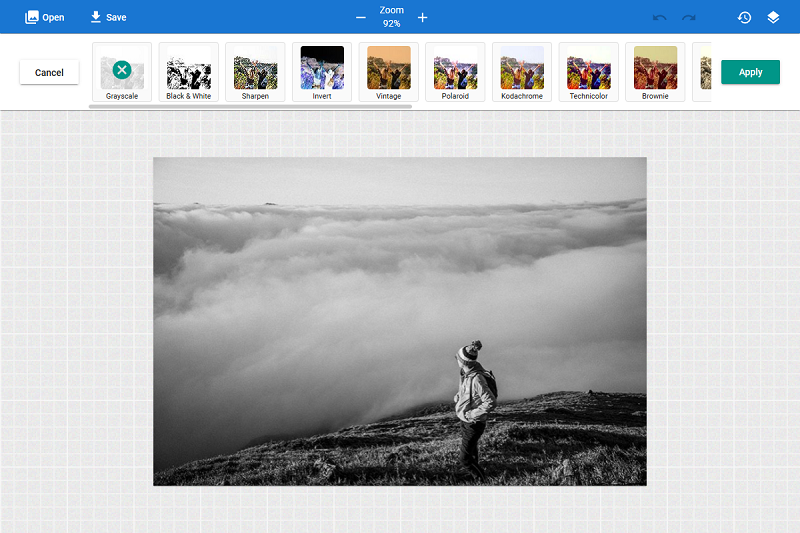 Open
Save
Zoom
92%
Cancel
Grayscale
Black & White
Sharpen
Invert
Vintage
Polaroid
Kodachrome
Technicolor
Brownie
Apply